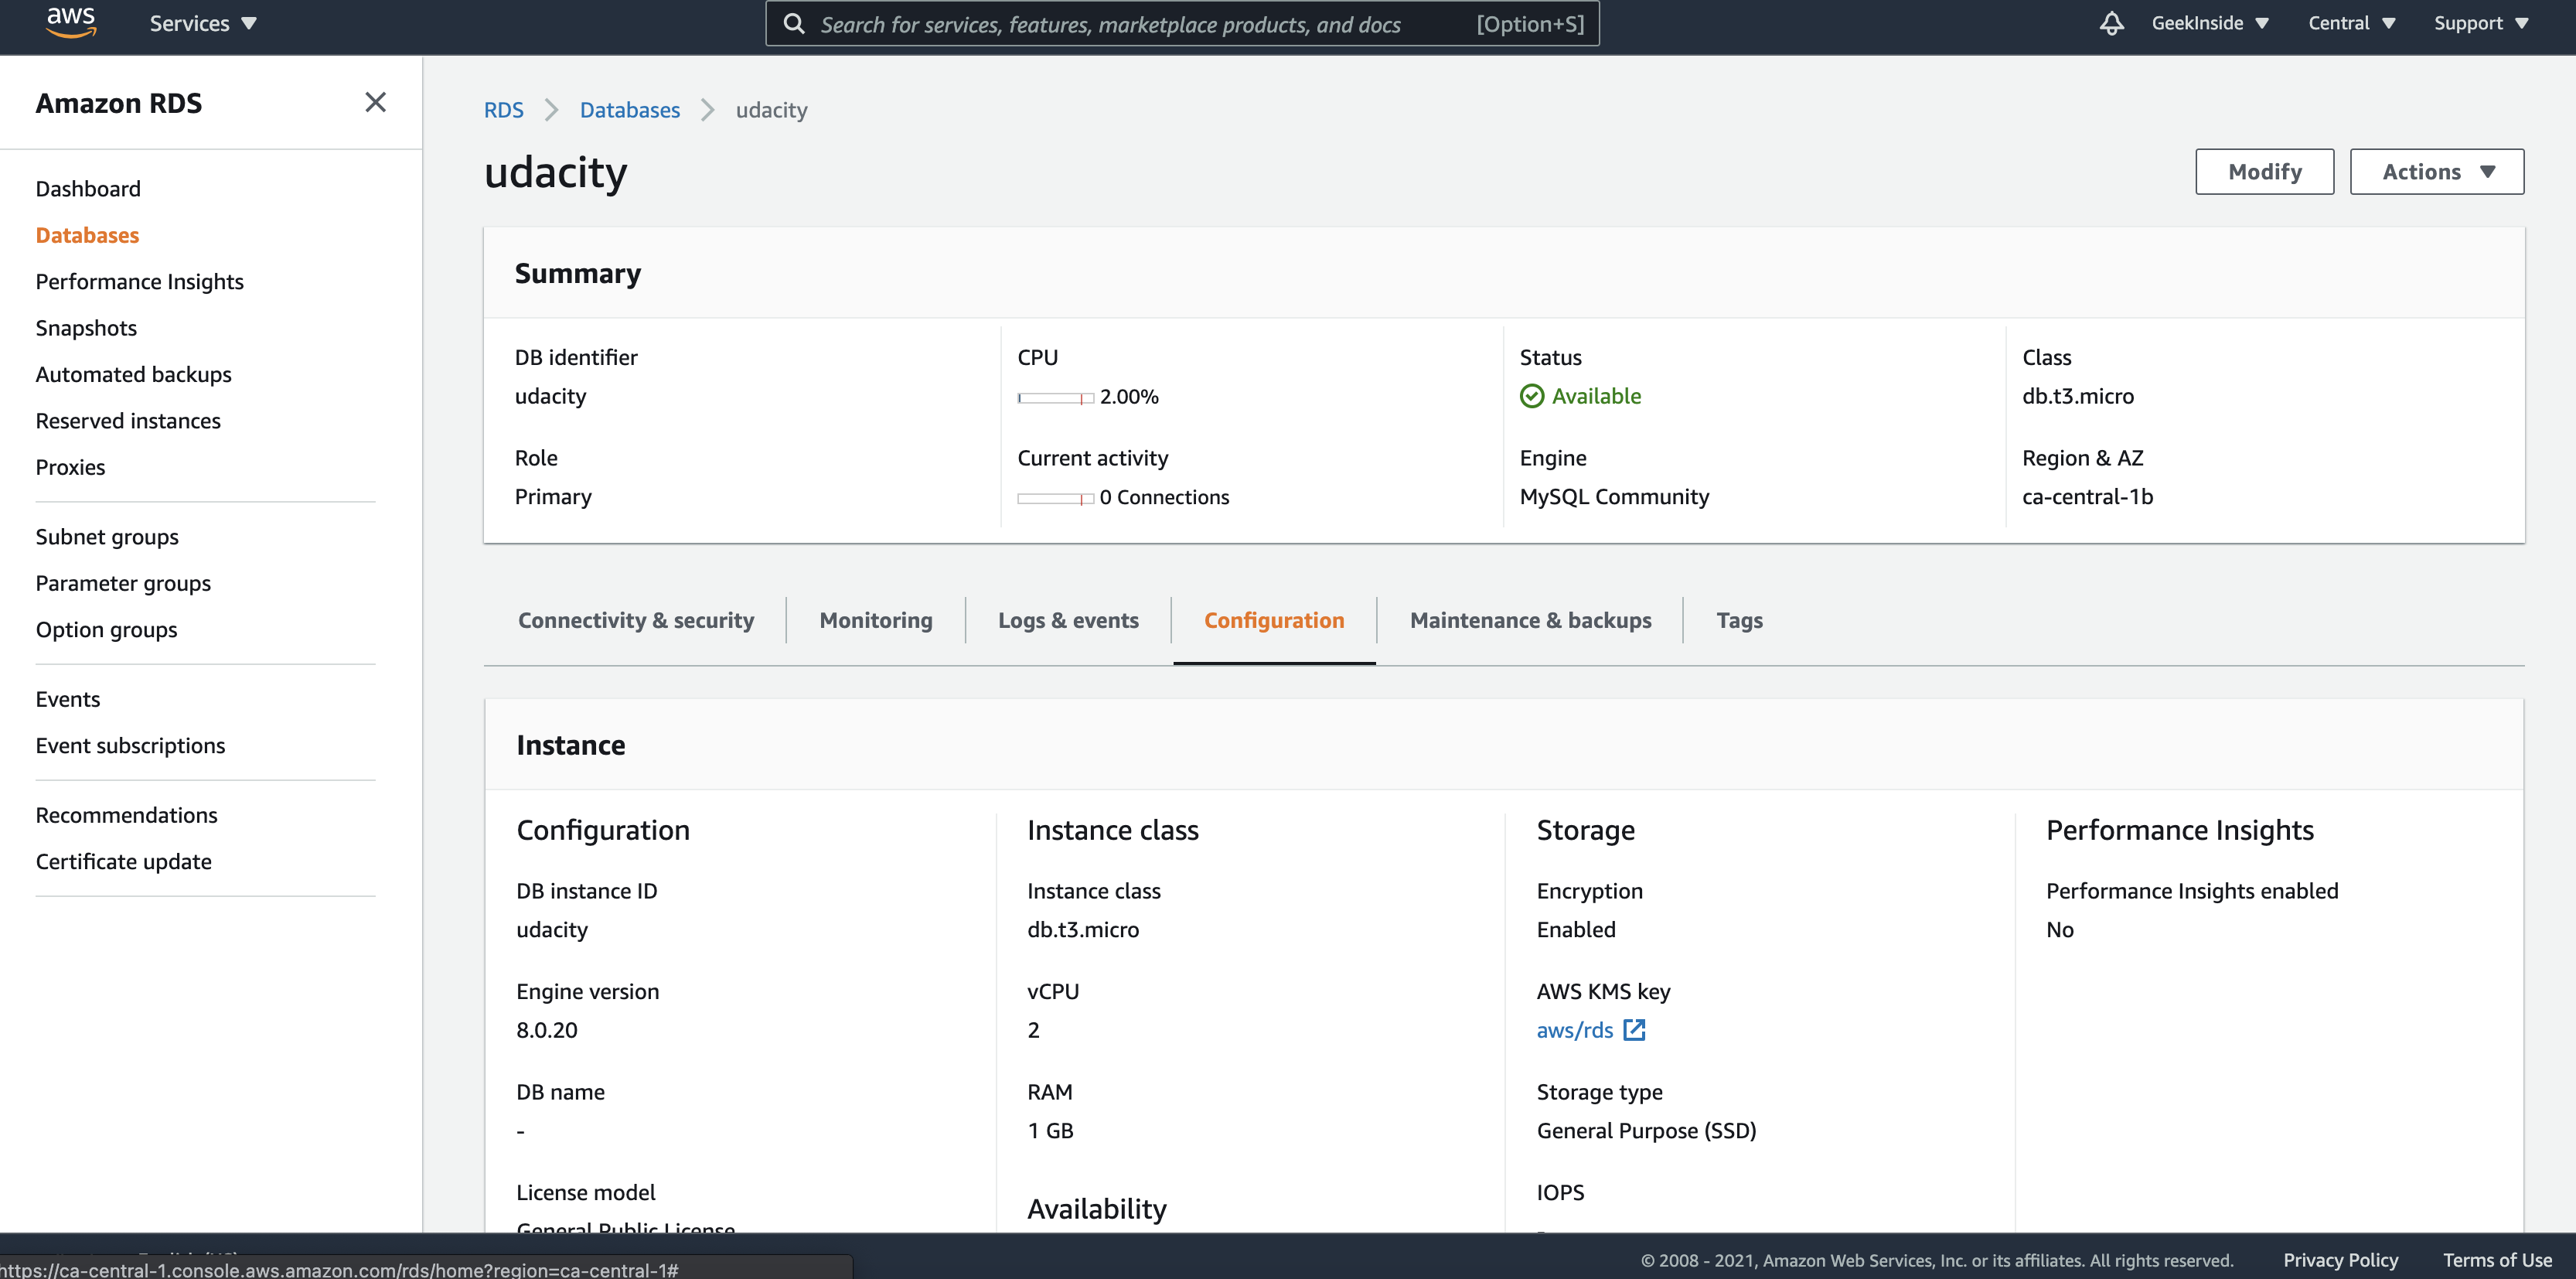 aws
Services
Search for services, features, marketplace products, and docs [Option+S]
GeekInside
Central
Support
Amazon RDS
Dashboard
Databases
Performance Insights
Snapshots
Automated backups
Reserved instances
Proxies
Subnet groups
Parameter groups
Option groups
Events
Event subscriptions
Recommendations
Certificate update
RDS
Databases
udacity
udacity
Modify
Actions
Summary
DB identifier
udacity
CPU
2.00%
Status
Available
Class
db.t3.micro
Role
Primary
Current activity
0 Connections
Engine
MySQL Community
Region & AZ
ca-central-1b
Connectivity & security
Monitoring
Logs & events
Configuration
Maintenance & backups
Tags
Instance
Configuration
DB instance ID
udacity
Engine version
8.0.20
DB name
-
License model
General Public License
Instance class
Instance class
db.t3.micro
vCPU
2
RAM
1 GB
Availability
Storage
Encryption
Enabled
AWS KMS key
aws/rds
Storage type
General Purpose (SSD)
IOPS
Performance Insights
Performance Insights enabled
No
https://ca-central-1.console.aws.amazon.com/rds/home?region=ca-central-1#
© 2008 - 2021, Amazon Web Services, Inc. or its affiliates. All rights reserved.
Privacy Policy
Terms of Use